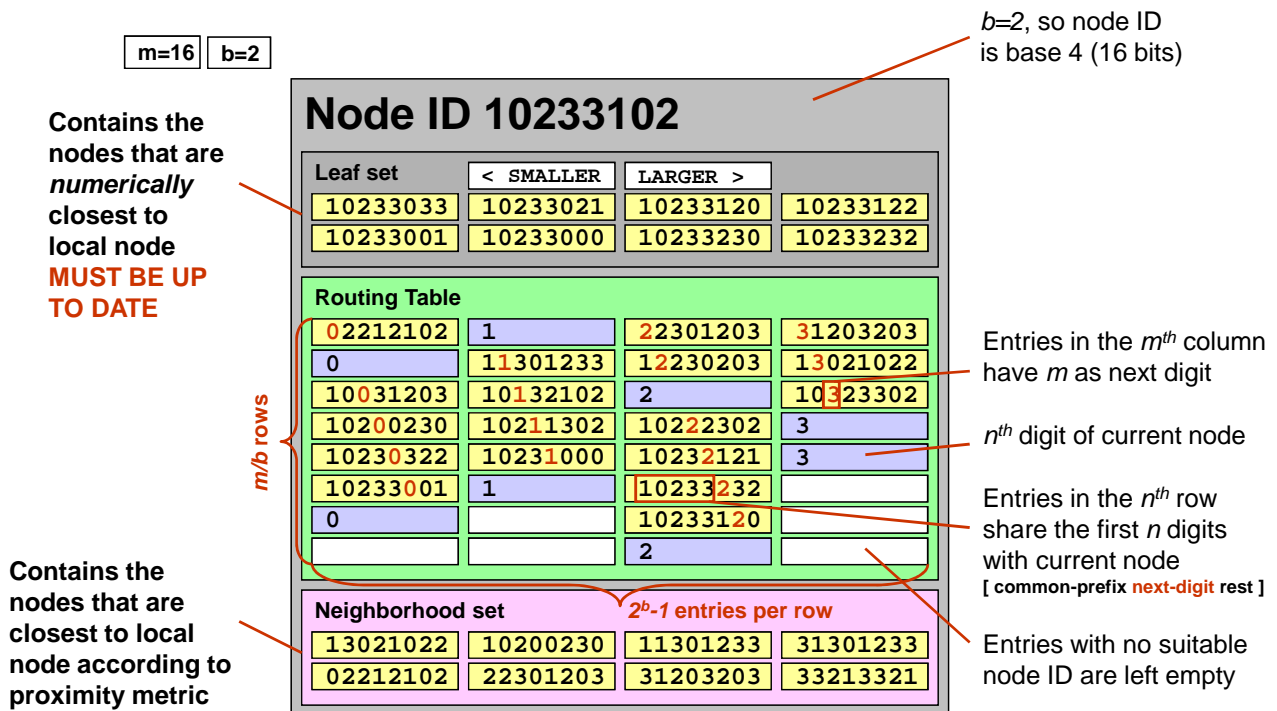 m=16 b=2
b=2, so node ID
is base 4 (16 bits)
Contains the
nodes that are
numerically
closest to
local node
MUST BE UP
TO DATE
Node ID 10233102
Leaf set < SMALLER LARGER >
10233033 10233021 10233120 10233122
10233001 10233000 10233230 10233232
Routing Table
02212102 1 22301203 31203203
0 11301233 12230203 13021022
10031203 10132102 2 10323302
10200230 10211302 10222302 3
10230322 10231000 10232121 3
10233001 1 10233232
0 10233120
2
m/b rows
2b-1 entries per row
Entries in the mth column
have m as next digit
nth digit of current node
Entries in the nth row
share the first n digits
with current node
[ common-prefix next-digit rest ]
Entries with no suitable
node ID are left empty
Contains the
nodes that are
closest to local
node according to
proximity metric
Neighborhood set
13021022 10200230 11301233 31301233
02212102 22301203 31203203 33213321